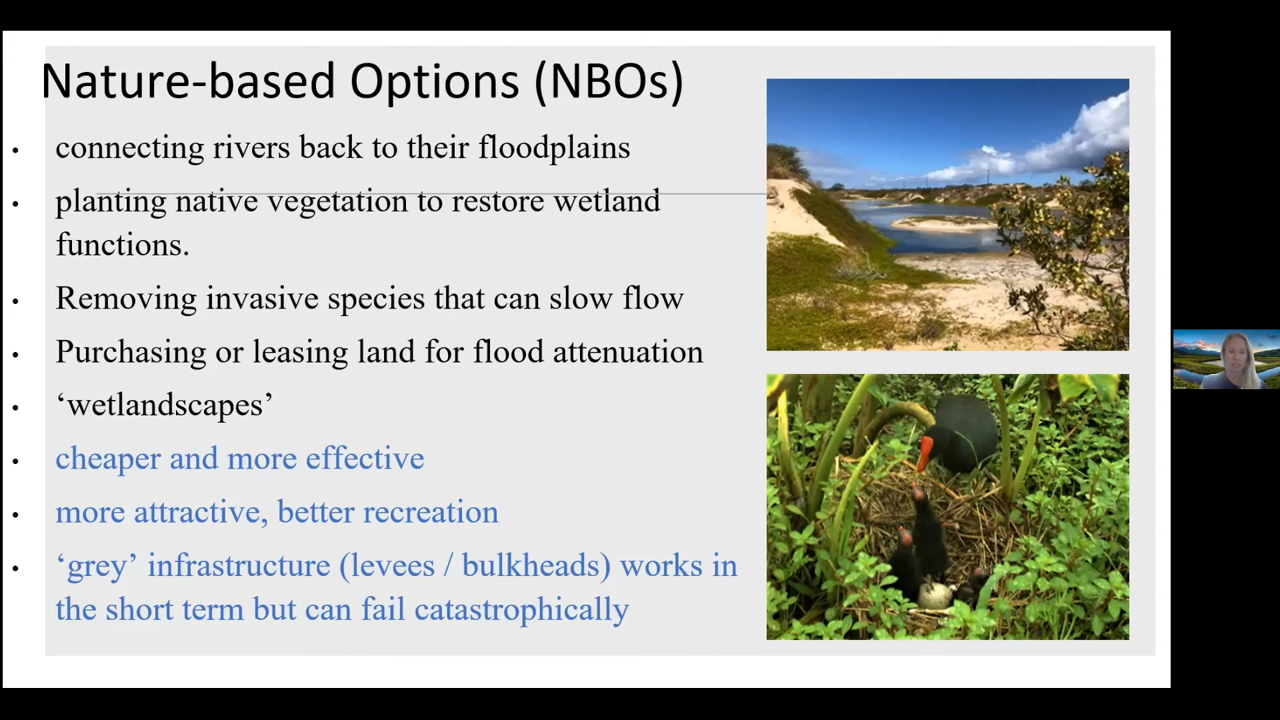 Nature-based Options (NBOs)
• connecting rivers back to their floodplains
• planting native vegetation to restore wetland
functions.
• Removing invasive species that can slow flow
• Purchasing or leasing land for flood attenuation
• ‘wetlandscapes’
• cheaper and more effective
• more attractive, better recreation
• ‘grey’ infrastructure (levees / bulkheads) works in
the short term but can fail catastrophically